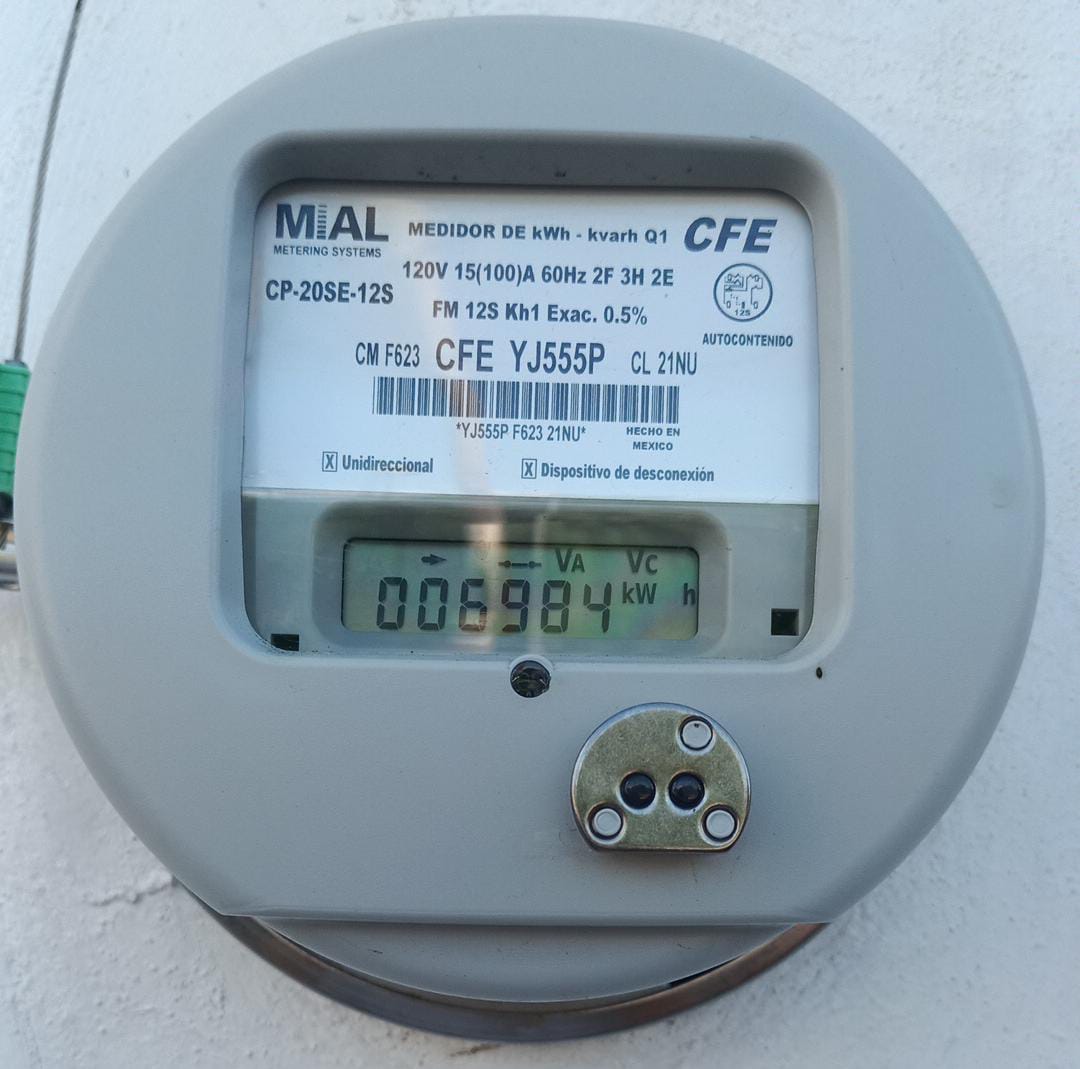 MIAL
METERING SYSTEMS
MEDIDOR DE kWh - kvarh Q1
CFE
120V 15(100)A 60Hz 2F 3H 2E
CP-20SE-12S
FM 12S Kh1 Exac. 0.5%
12S
AUTOCONTENIDO
CM F623 CFE YJ555P CL 21NU
*YJ555P F623 21NU*
HECHO EN
MEXICO
X Unidireccional
X Dispositivo de desconexión
VA VC
006984 kW h